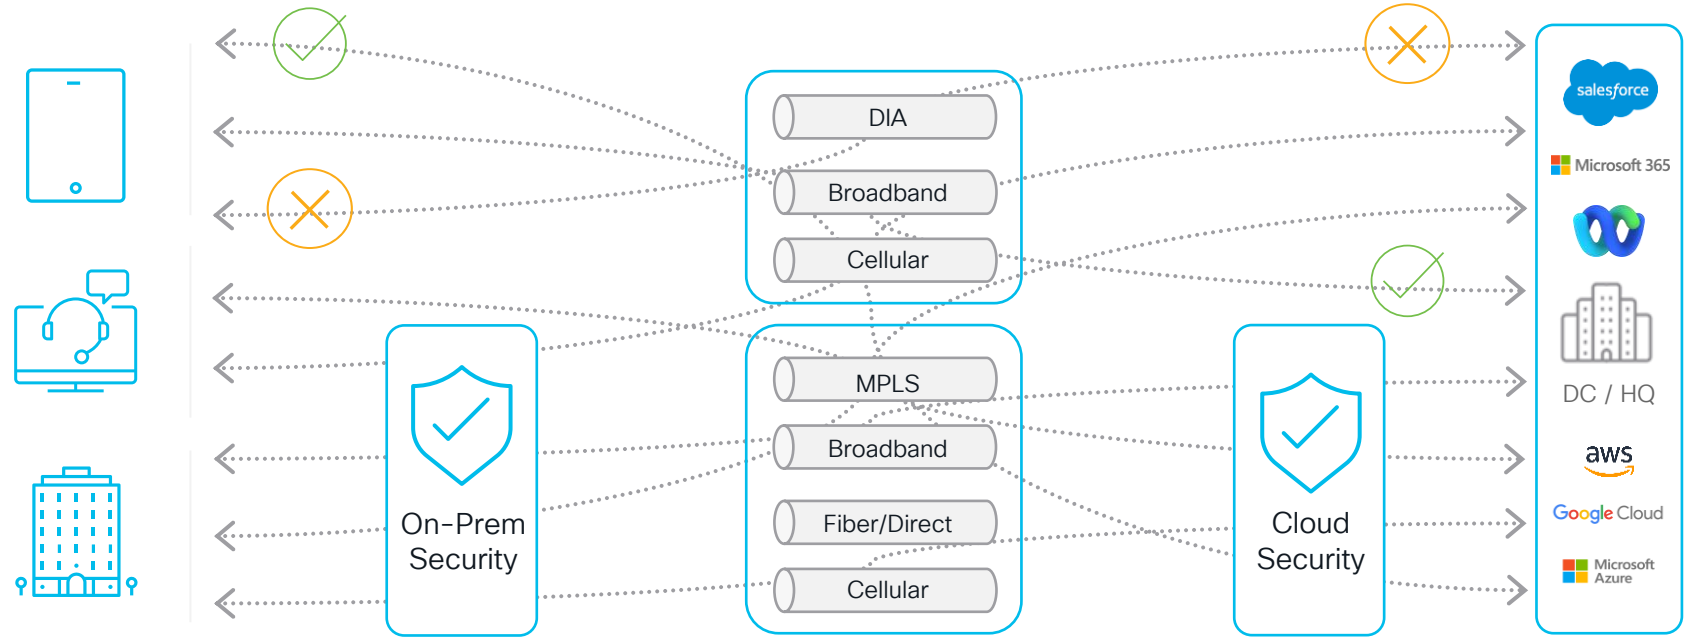 DIA
Broadband
Cellular
MPLS
Broadband
Fiber/Direct
Cellular
On-Prem
Security
Cloud
Security
salesforce
Microsoft 365
DC / HQ
aws
Google Cloud
Microsoft
Azure